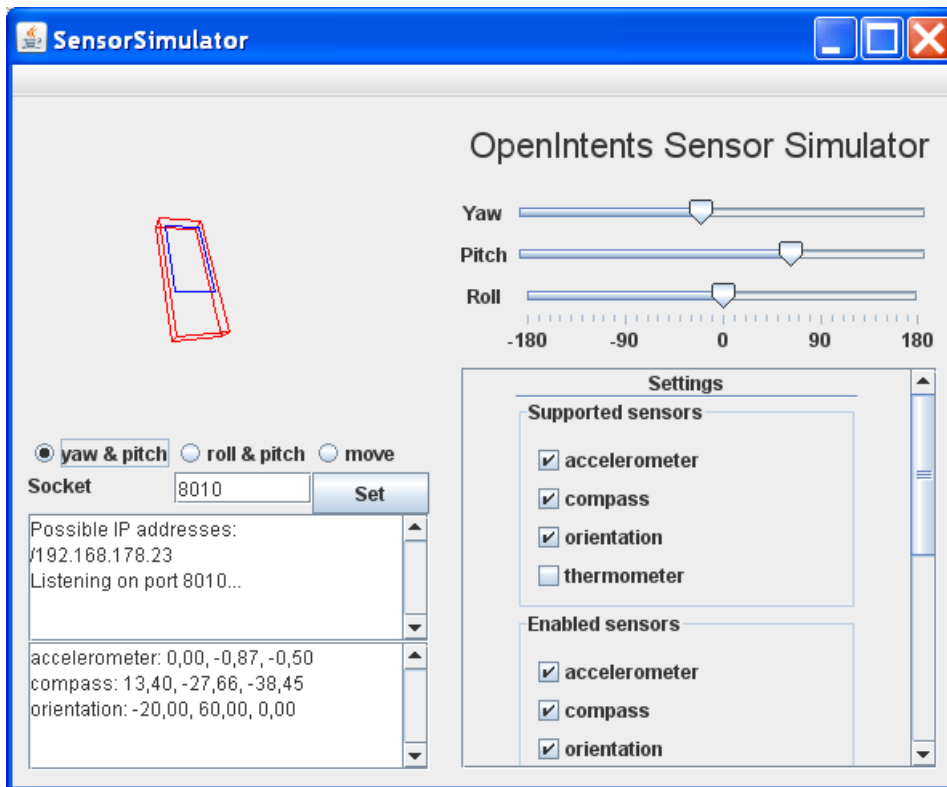 SensorSimulator
OpenIntents Sensor Simulator
Yaw
Pitch
Roll
-180 -90 0 90 180
yaw & pitch roll & pitch move
Socket 8010 Set
Possible IP addresses:
/192.168.178.23
Listening on port 8010...
accelerometer: 0,00, -0,87, -0,50
compass: 13,40, -27,66, -38,45
orientation: -20,00, 60,00, 0,00
Settings
Supported sensors
accelerometer
compass
orientation
thermometer
Enabled sensors
accelerometer
compass
orientation